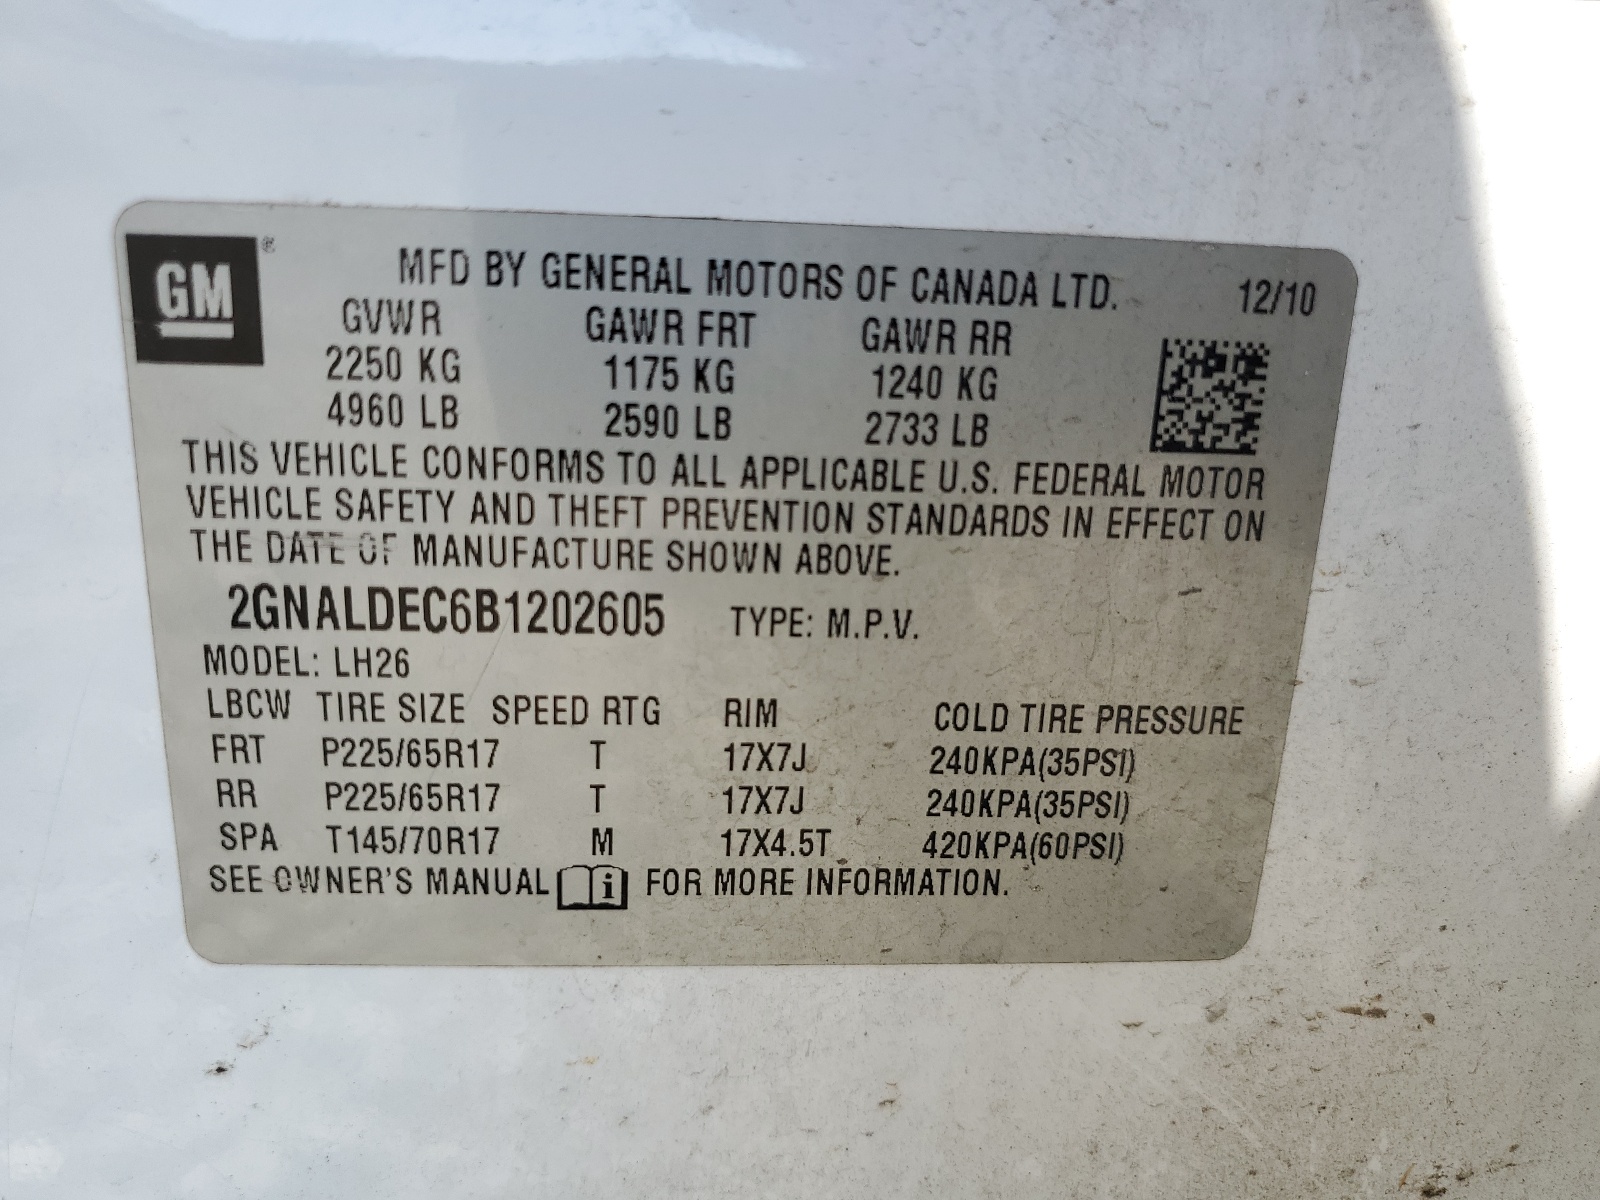 GM ®
MFD BY GENERAL MOTORS OF CANADA LTD. 12/10
GVWR GAWR FRT GAWR RR
2250 KG 1175 KG 1240 KG
4960 LB 2590 LB 2733 LB
THIS VEHICLE CONFORMS TO ALL APPLICABLE U.S. FEDERAL MOTOR
VEHICLE SAFETY AND THEFT PREVENTION STANDARDS IN EFFECT ON
THE DATE OF MANUFACTURE SHOWN ABOVE.
2GNALDEC6B1202605 TYPE: M.P.V.
MODEL: LH26
LBCW TIRE SIZE SPEED RTG RIM COLD TIRE PRESSURE
FRT P225/65R17 T 17X7J 240KPA(35PSI)
RR P225/65R17 T 17X7J 240KPA(35PSI)
SPA T145/70R17 M 17X4.5T 420KPA(60PSI)
SEE OWNER'S MANUAL i FOR MORE INFORMATION.